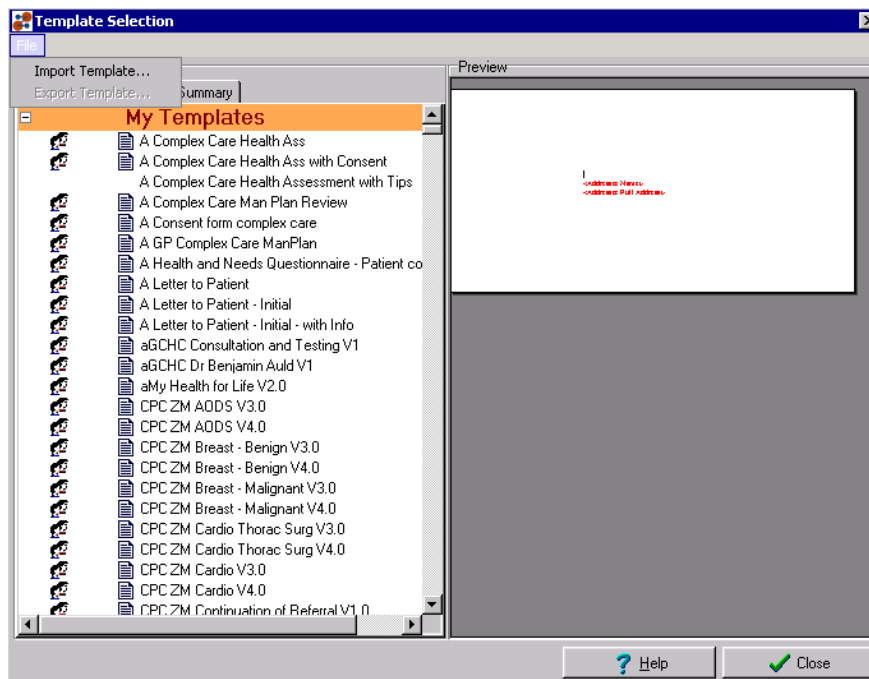 Template Selection
File
Import Template...
Export Template...
Summary
Preview
My Templates
A Complex Care Health Ass
A Complex Care Health Ass with Consent
A Complex Care Health Assessment with Tips
A Complex Care Man Plan Review
A Consent form complex care
A GP Complex Care ManPlan
A Health and Needs Questionnaire - Patient co
A Letter to Patient
A Letter to Patient - Initial
A Letter to Patient - Initial - with Info
aGCHC Consultation and Testing V1
aGCHC Dr Benjamin Auld V1
aMy Health for Life V2.0
CPC ZM AODS V3.0
CPC ZM AODS V4.0
CPC ZM Breast - Benign V3.0
CPC ZM Breast - Benign V4.0
CPC ZM Breast - Malignant V3.0
CPC ZM Breast - Malignant V4.0
CPC ZM Cardio Thorac Surg V3.0
CPC ZM Cardio Thorac Surg V4.0
CPC ZM Cardio V3.0
CPC ZM Cardio V4.0
CPC ZM Continuation of Referral V1.0
<Addressee Name>
<Addressee Full Address>
Help
Close